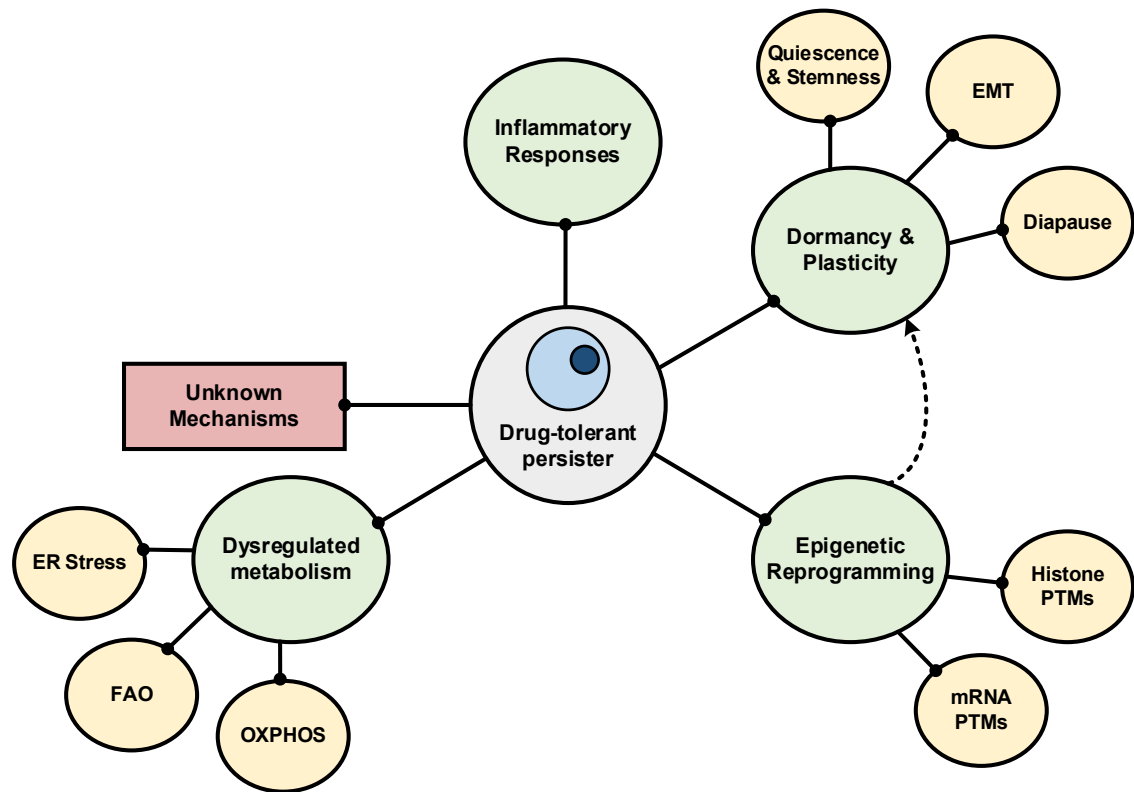 Quiescence
& Stemness
EMT
Inflammatory
Responses
Diapause
Dormancy &
Plasticity
Unknown
Mechanisms
Drug-tolerant
persister
ER Stress
Dysregulated
metabolism
Epigenetic
Reprogramming
Histone
PTMs
FAO
OXPHOS
mRNA
PTMs